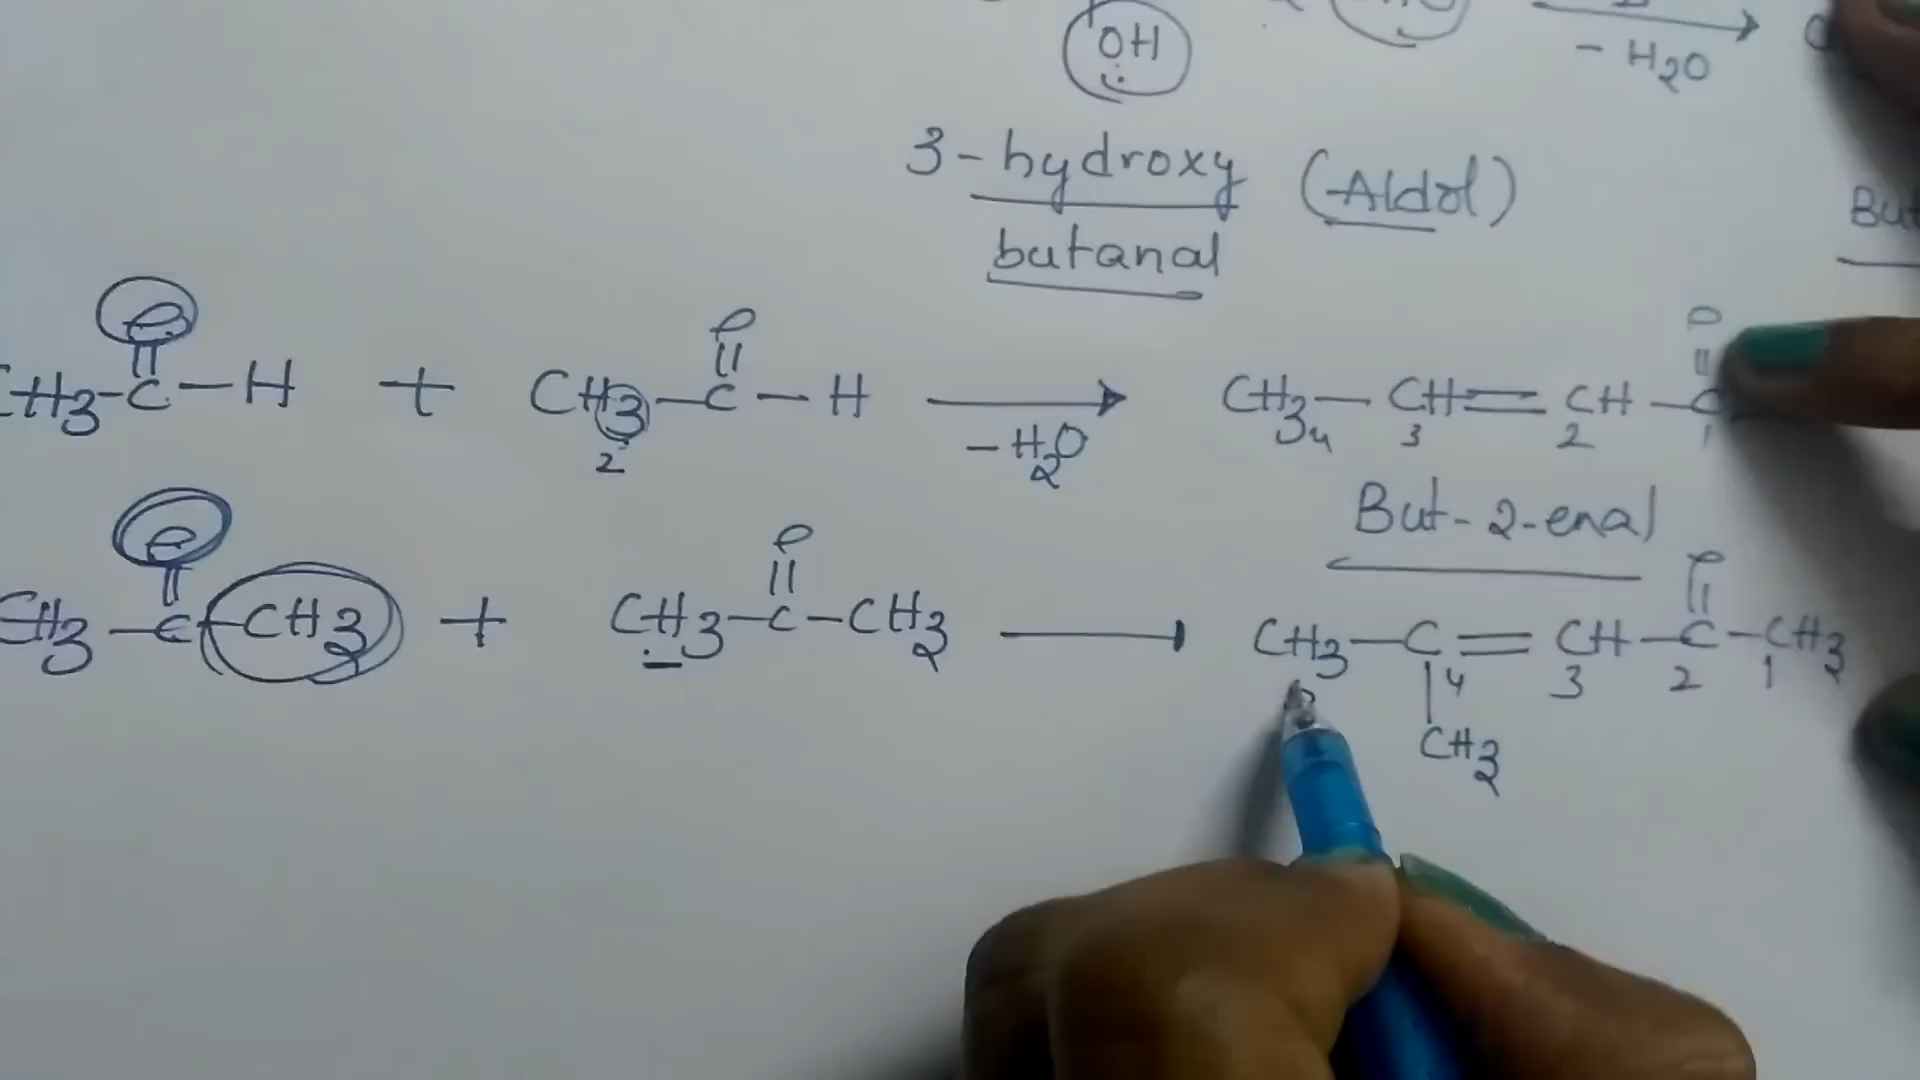 OH
- H2O
3-hydroxy (Aldol)
butanal
But
O O O
CH3-C-H + CH3-C-H → CH3-CH=CH-C
- H2O
2 4 3 2 1
But-2-enal
O O O
CH3-C-CH3 + CH3-C-CH3 → CH3-C=CH-C-CH3
4 3 2 1
CH3